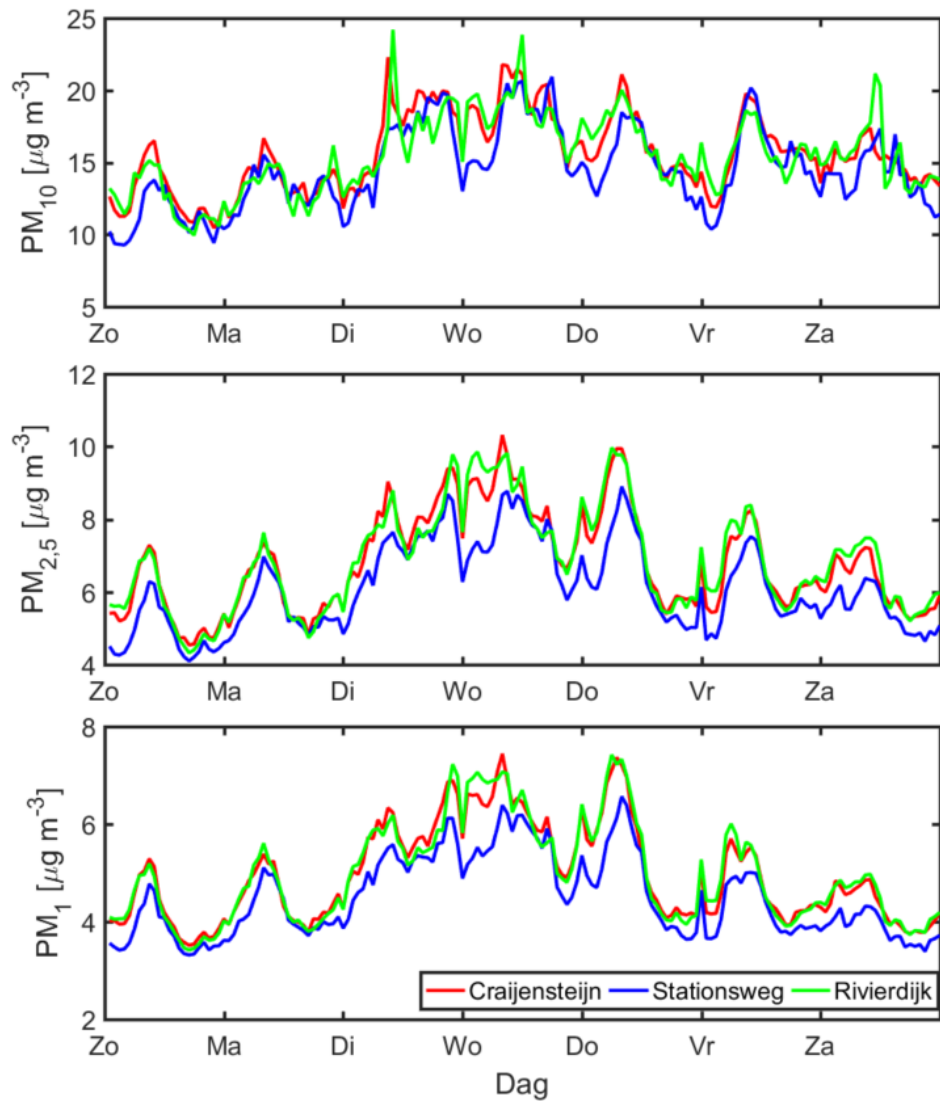 25
20
15
10
5
PM10 [µg m-3]
Zo Ma Di Wo Do Vr Za
12
10
8
6
4
PM2,5 [µg m-3]
Zo Ma Di Wo Do Vr Za
8
6
4
2
PM1 [µg m-3]
Craijensteijn Stationsweg Rivierdijk
Zo Ma Di Wo Do Vr Za
Dag